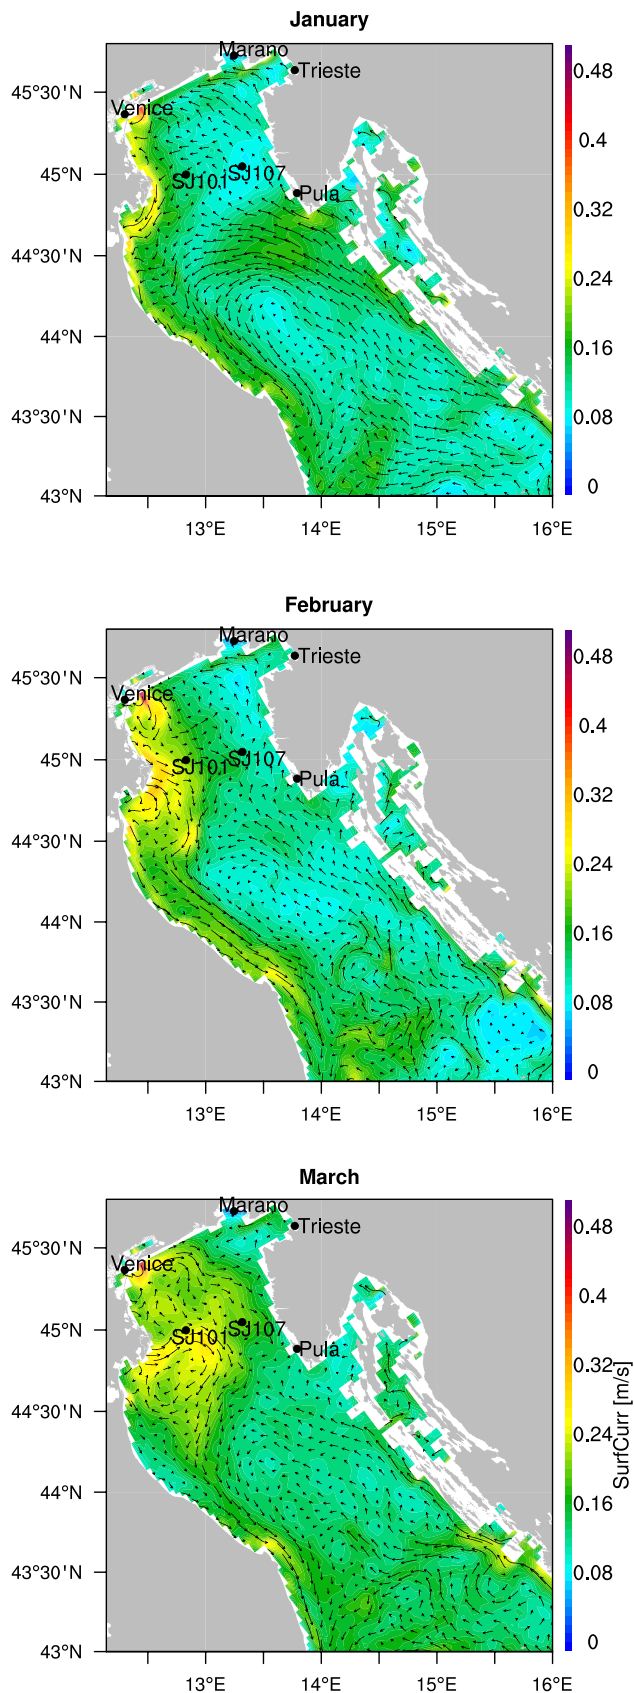 January
Marano
Trieste
Venice
SJ101
SJ107
Pula
45°30'N
45°N
44°30'N
44°N
43°30'N
43°N
13°E
14°E
15°E
16°E
0.48
0.4
0.32
0.24
0.16
0.08
0
February
Marano
Trieste
Venice
SJ101
SJ107
Pula
45°30'N
45°N
44°30'N
44°N
43°30'N
43°N
13°E
14°E
15°E
16°E
0.48
0.4
0.32
0.24
0.16
0.08
0
March
Marano
Trieste
Venice
SJ101
SJ107
Pula
45°30'N
45°N
44°30'N
44°N
43°30'N
43°N
13°E
14°E
15°E
16°E
0.48
0.4
0.32
0.24
0.16
0.08
0
SurfCurr [m/s]